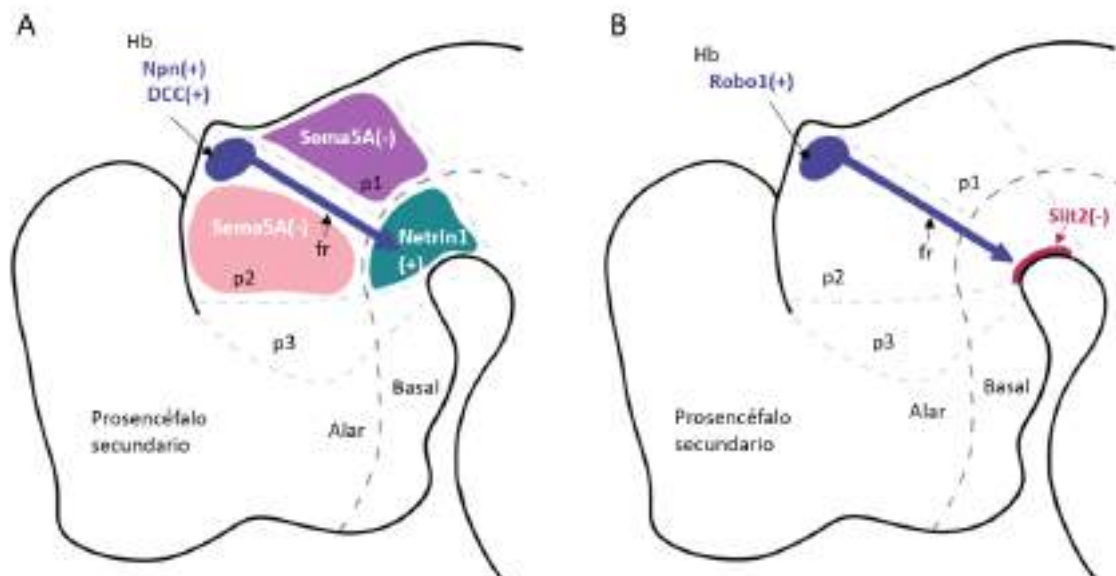 A
Hb
Npn(+)
DCC(+)
Sema5A(-)
p1
Sema5A(-)
fr
Netrin1
(+)
p2
p3
Basal
Alar
Prosencéfalo
secundario
B
Hb
Robo1(+)
p1
Slit2(-)
fr
p2
p3
Basal
Alar
Prosencéfalo
secundario